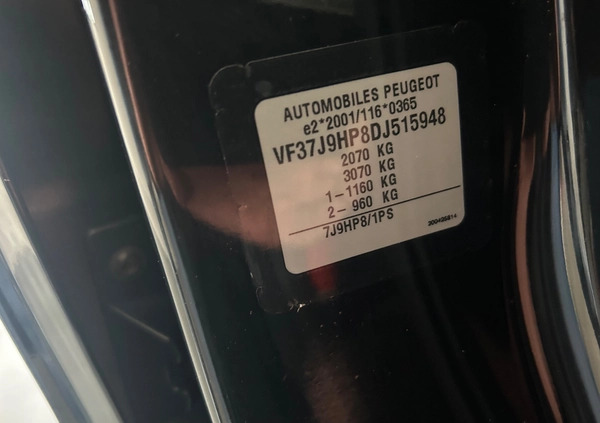 AUTOMOBILES PEUGEOT
e2*2001/116*0365
VF37J9HP8DJ515948
2070 KG
3070 KG
1-1160 KG
2- 960 KG
7J9HP8/1PS